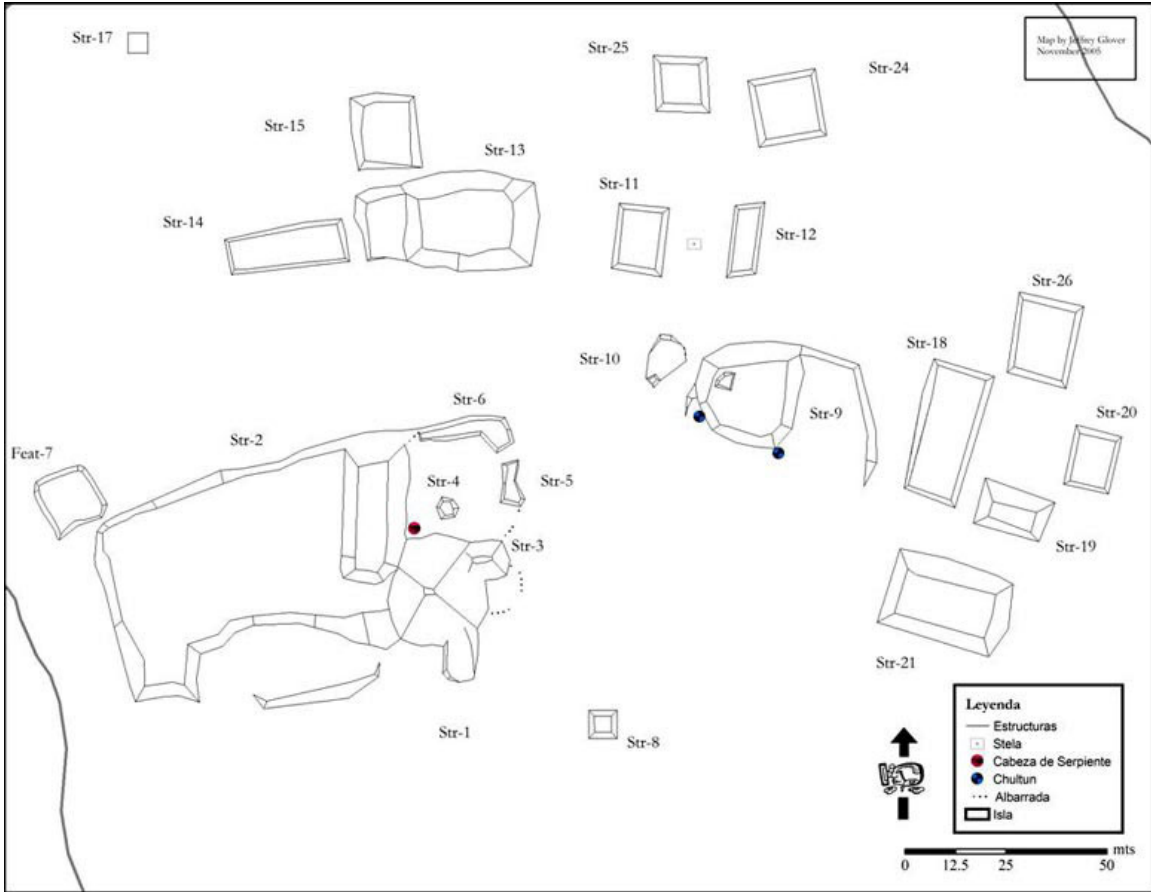 Str-17
Str-25
Str-24
Map by Jeffrey Glover
November 2005
Str-15
Str-13
Str-11
Str-14
Str-12
Str-26
Str-10
Str-18
Str-6
Str-9
Str-20
Str-2
Feat-7
Str-4
Str-5
Str-3
Str-19
Str-21
Str-1
Str-8
Leyenda
Estructuras
Stela
Cabeza de Serpiente
Chultun
Albarrada
Isla
mts
0 12.5 25 50